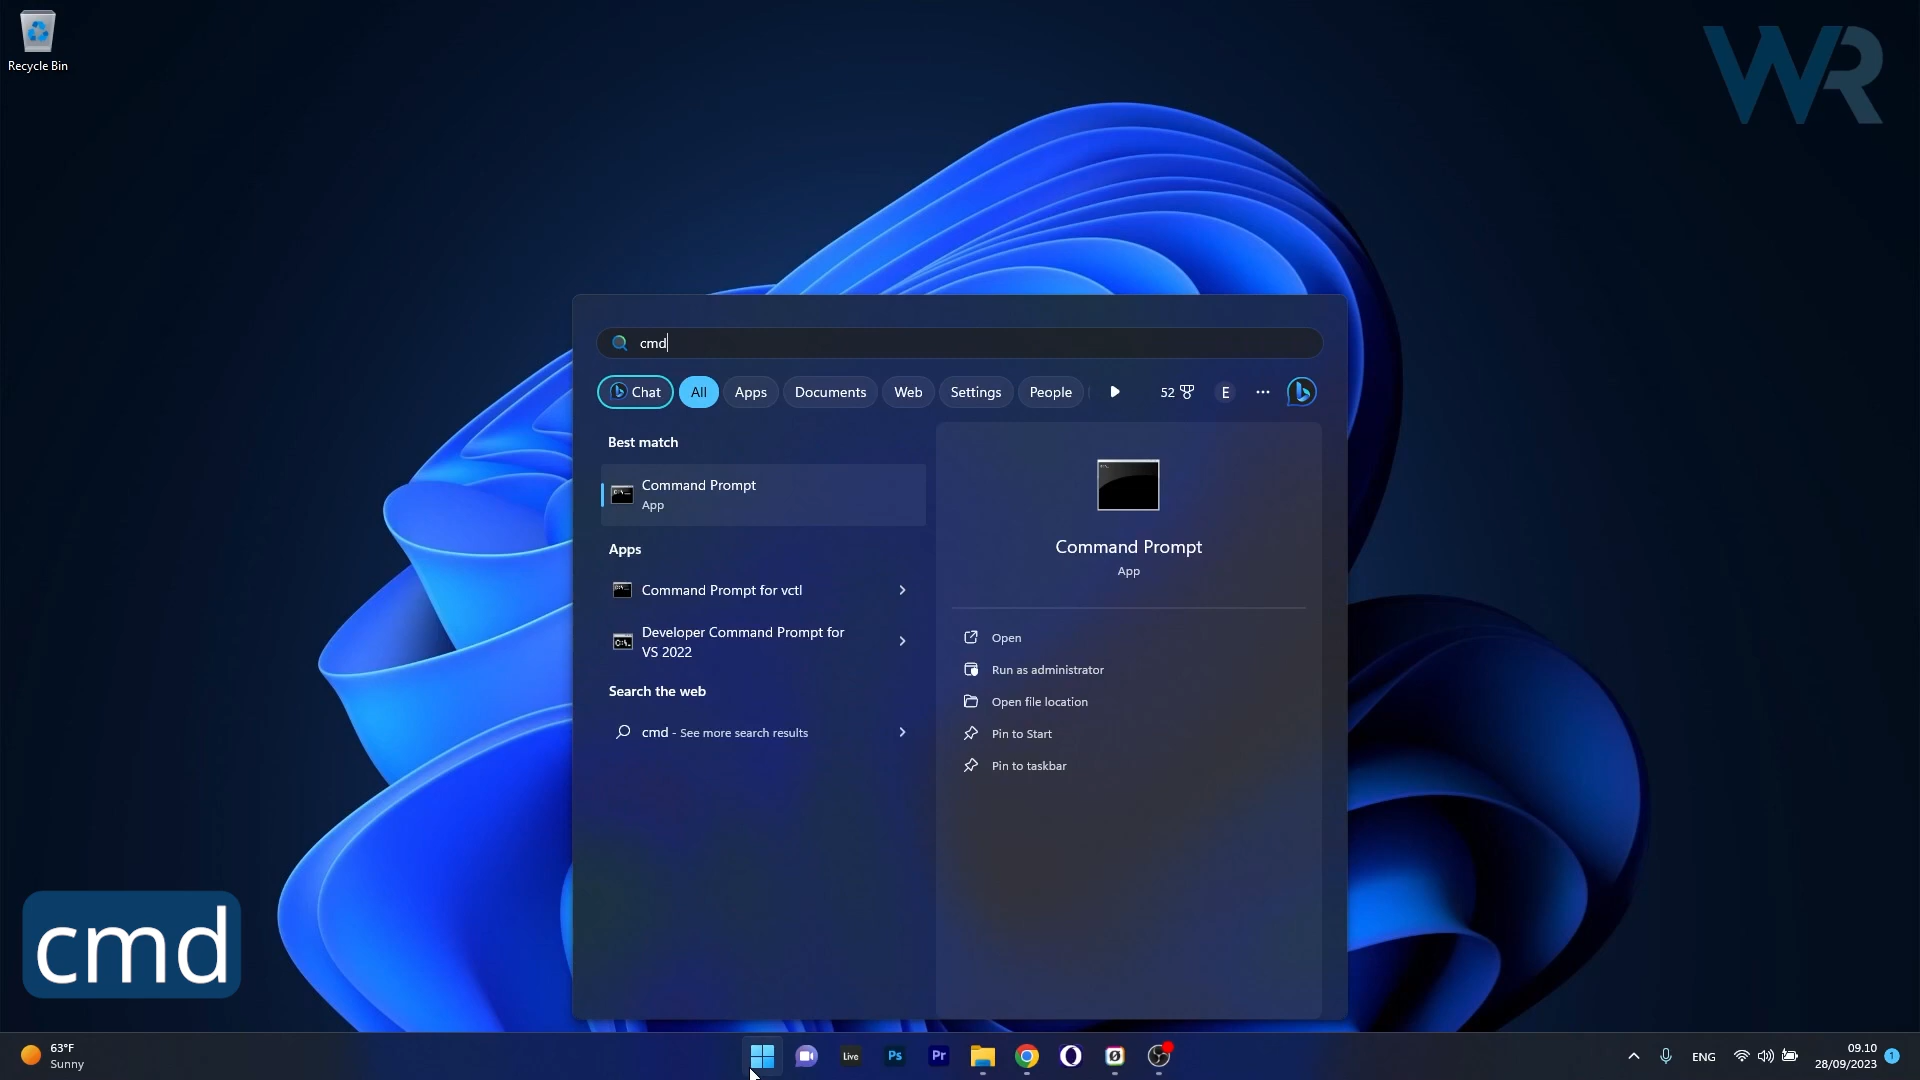 Recycle Bin
WR
cmd
Chat
All
Apps
Documents
Web
Settings
People
52
E
Best match
Command Prompt
App
Apps
Command Prompt for vctl
Developer Command Prompt for
VS 2022
Search the web
cmd - See more search results
Command Prompt
App
Open
Run as administrator
Open file location
Pin to Start
Pin to taskbar
cmd
63°F
Sunny
Live
Ps
Pr
ENG
09.10
28/09/2023
1